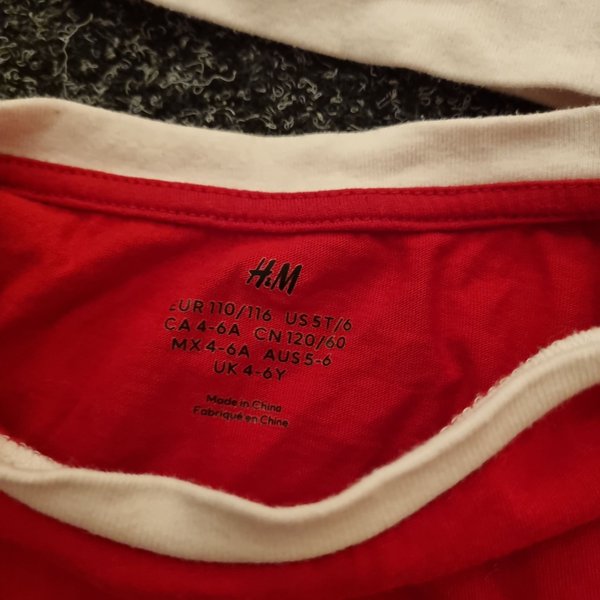 H&M
EUR 110/116 US 5T/6
CA 4-6A CN 120/60
MX 4-6A AUS 5-6
UK 4-6Y
Made in China
Fabriqué en Chine